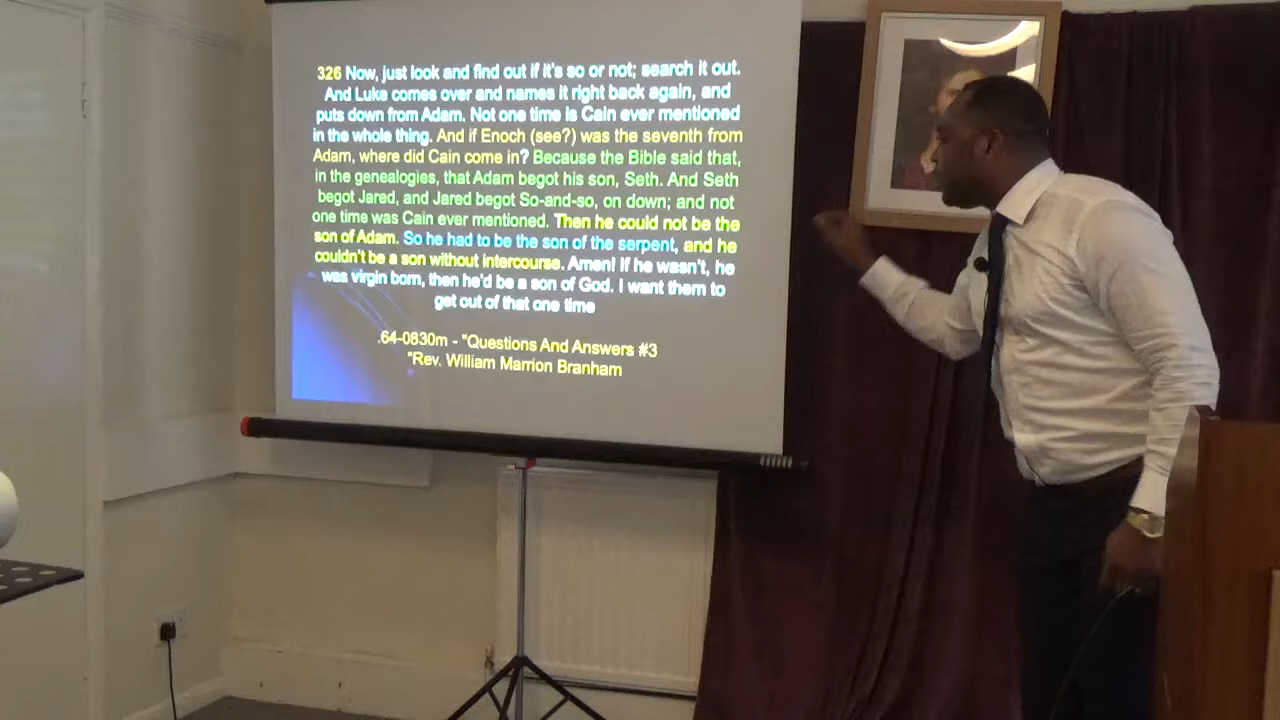 326 Now, just look and find out if it's so or not; search it out.
And Luke comes over and names it right back again, and
puts down from Adam. Not one time is Cain ever mentioned
in the whole thing. And if Enoch (see?) was the seventh from
Adam, where did Cain come in? Because the Bible said that,
in the genealogies, that Adam begot his son, Seth. And Seth
begot Jared, and Jared begot So-and-so, on down; and not
one time was Cain ever mentioned. Then he could not be the
son of Adam. So he had to be the son of the serpent, and he
couldn't be a son without intercourse. Amen! If he wasn't, he
was virgin born, then he'd be a son of God. I want them to
get out of that one time
.64-0830m - "Questions And Answers #3
"Rev. William Marrion Branham